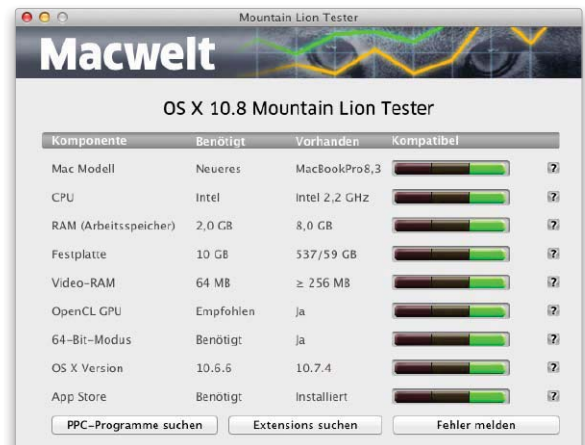 Mountain Lion Tester
Macwelt
OS X 10.8 Mountain Lion Tester
Komponente Benötigt Vorhanden Kompatibel
Mac Modell Neueres MacBookPro8,3 ?
CPU Intel Intel 2,2 GHz ?
RAM (Arbeitsspeicher) 2,0 GB 8,0 GB ?
Festplatte 10 GB 537/59 GB ?
Video-RAM 64 MB ≥ 256 MB ?
OpenCL GPU Empfohlen Ja ?
64-Bit-Modus Benötigt Ja ?
OS X Version 10.6.6 10.7.4 ?
App Store Benötigt Installiert ?
PPC-Programme suchen Extensions suchen Fehler melden